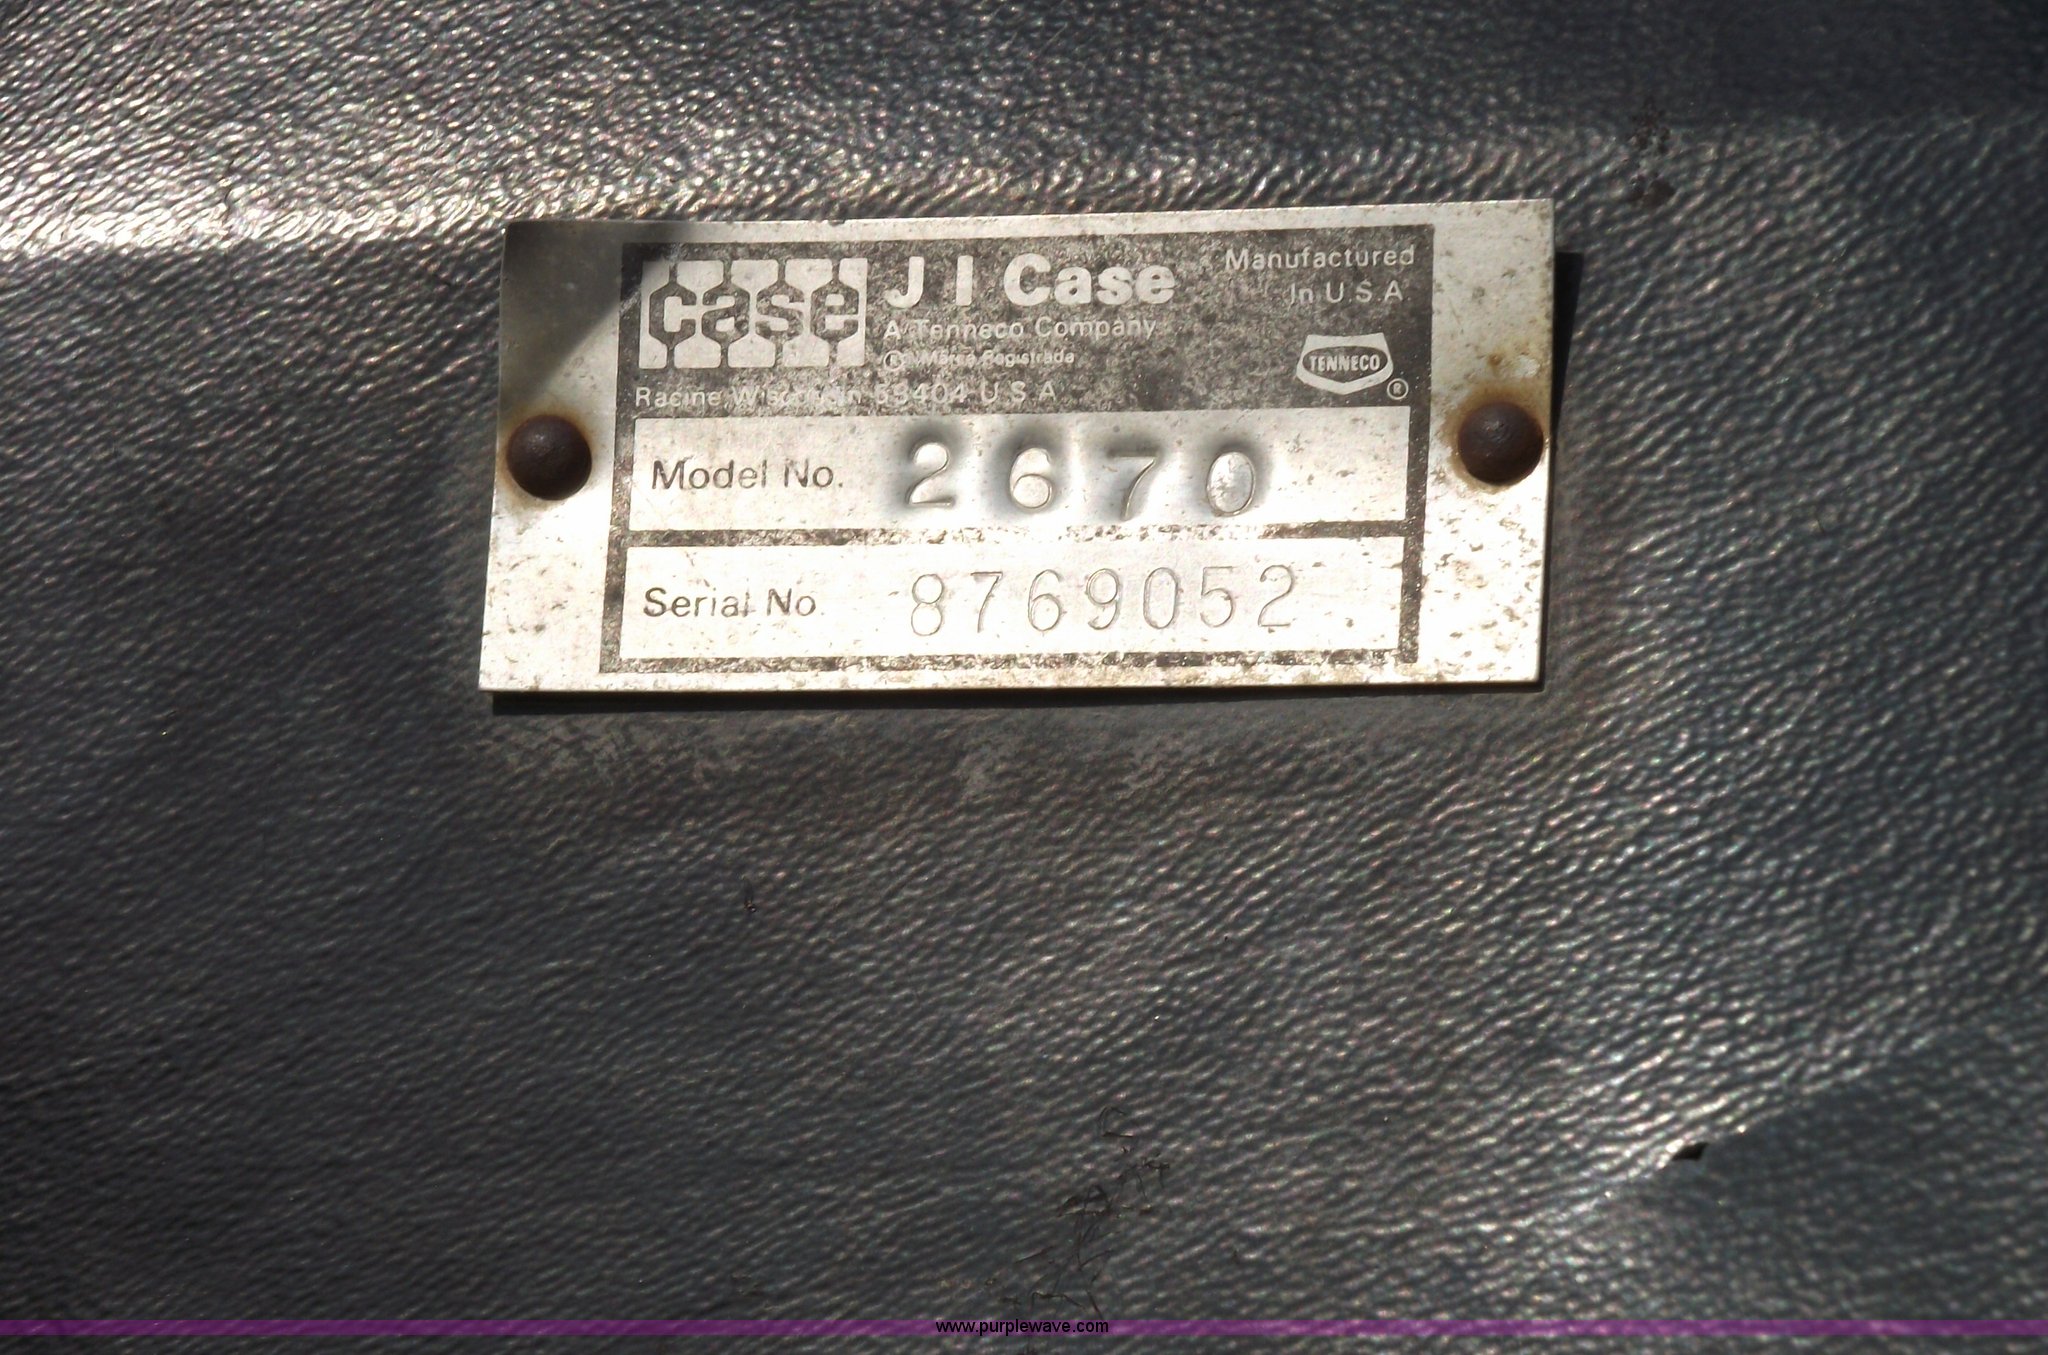 case J I Case
Manufactured
In U S A
A Tenneco Company
® Marca Registrada
TENNECO ®
Racine Wisconsin 53404 U S A
Model No. 2670
Serial No. 8769052
www.purplewave.com